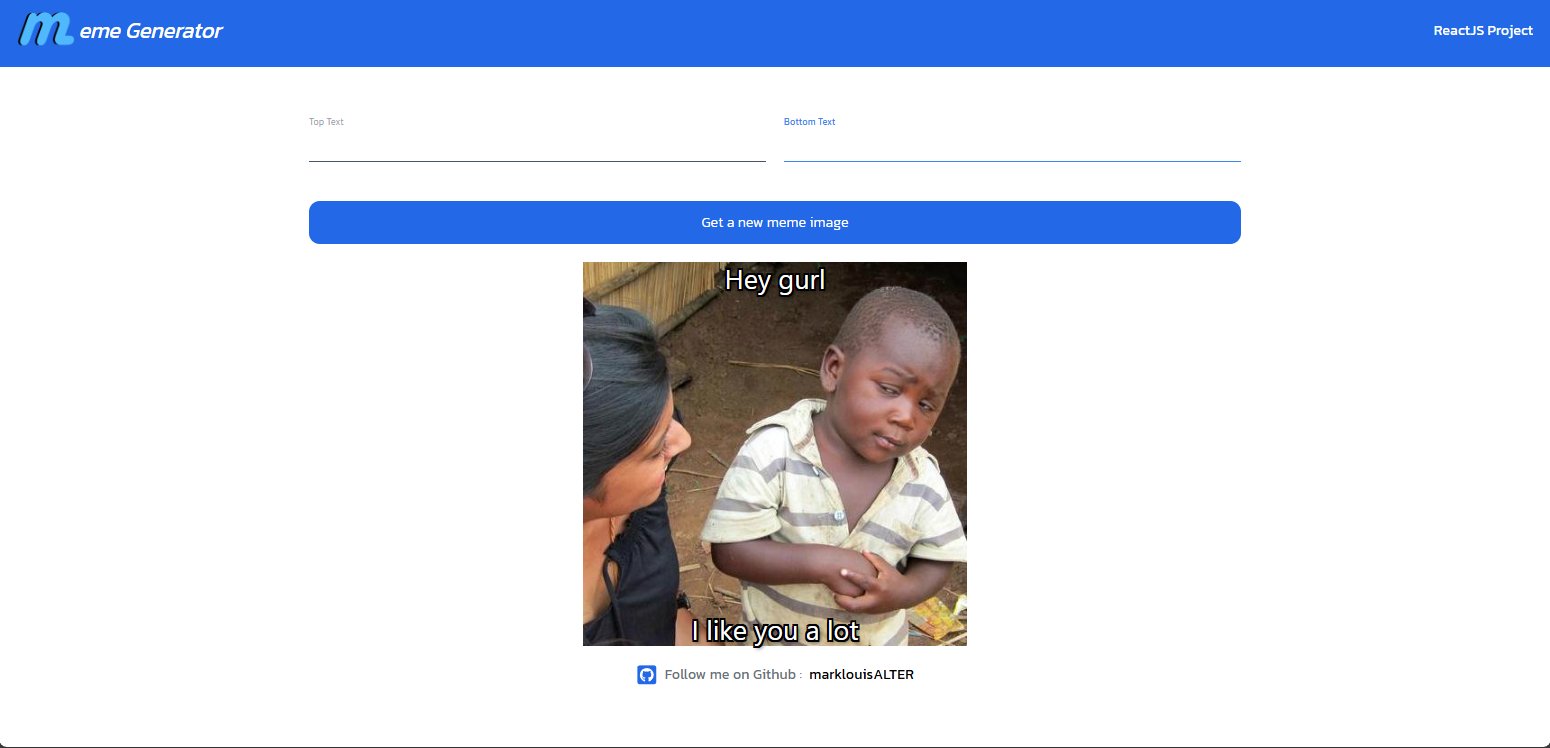 Meme Generator
ReactJS Project
Top Text
Bottom Text
Get a new meme image
Hey gurl
I like you a lot
Follow me on Github : marklouisALTER